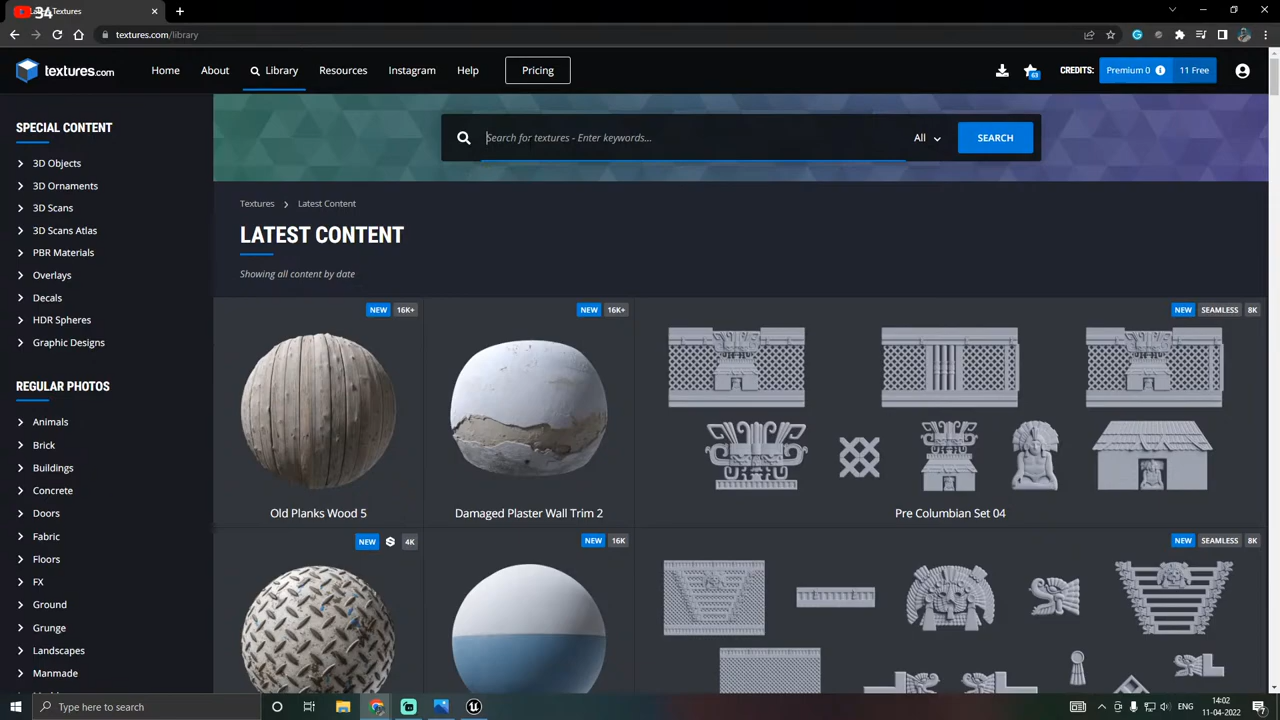 34 Textures
textures.com/library
textures.com Home About Library Resources Instagram Help Pricing 63 CREDITS: Premium 0 11 Free
Search for textures - Enter keywords... All SEARCH
SPECIAL CONTENT
3D Objects
3D Ornaments
3D Scans
3D Scans Atlas
PBR Materials
Overlays
Decals
HDR Spheres
Graphic Designs
REGULAR PHOTOS
Animals
Brick
Buildings
Concrete
Doors
Fabric
Floors
FX
Ground
Grunge
Landscapes
Manmade
Textures > Latest Content
LATEST CONTENT
Showing all content by date
NEW 16K+
Old Planks Wood 5
NEW 16K+
Damaged Plaster Wall Trim 2
NEW SEAMLESS 8K
Pre Columbian Set 04
NEW 4K
NEW 16K
NEW SEAMLESS 8K
Type here to search
ENG
14:02
11-04-2022